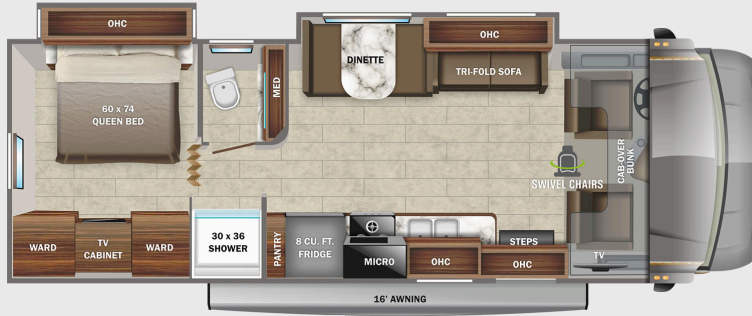 OHC
60 x 74
QUEEN BED
MED
DINETTE
OHC
TRI-FOLD SOFA
SWIVEL CHAIRS
CAB-OVER
BUNK
WARD
TV
CABINET
WARD
30 x 36
SHOWER
PANTRY
8 CU. FT.
FRIDGE
MICRO
OHC
STEPS
OHC
TV
16' AWNING